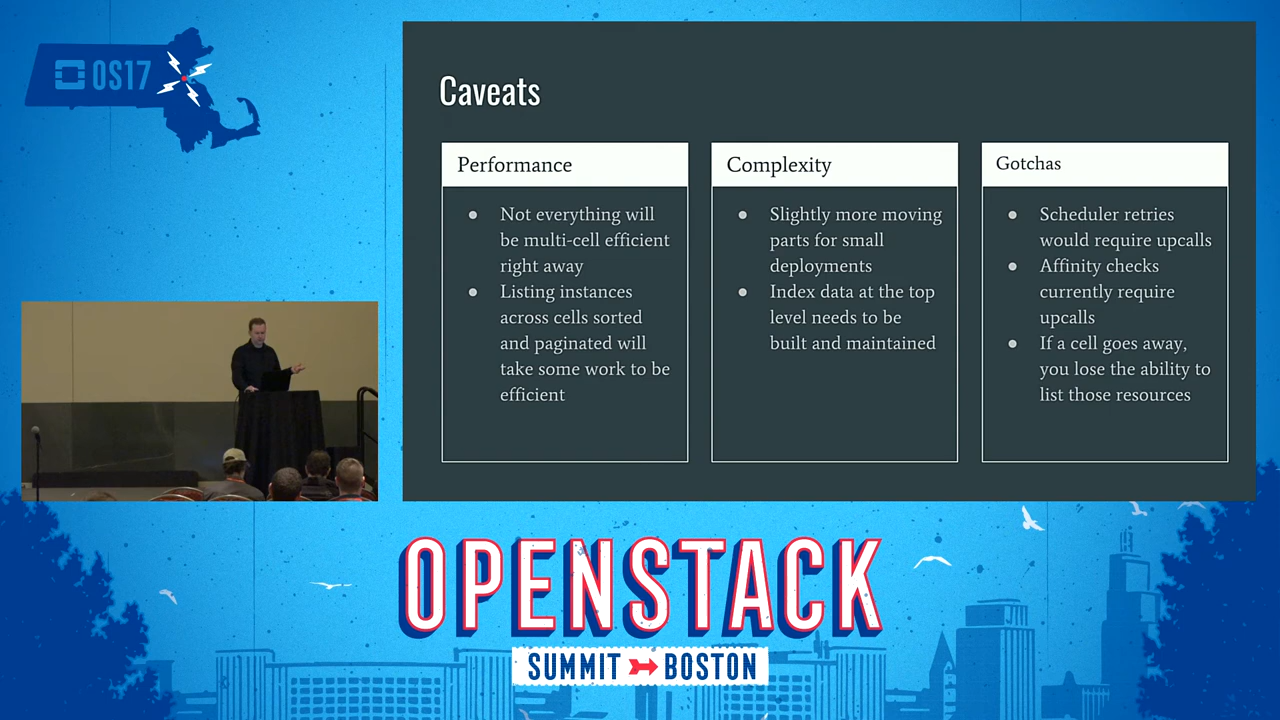 OS17
Caveats
Performance
● Not everything will
be multi-cell efficient
right away
● Listing instances
across cells sorted
and paginated will
take some work to be
efficient
Complexity
● Slightly more moving
parts for small
deployments
● Index data at the top
level needs to be
built and maintained
Gotchas
● Scheduler retries
would require upcalls
● Affinity checks
currently require
upcalls
● If a cell goes away,
you lose the ability to
list those resources
OPENSTACK
SUMMIT BOSTON